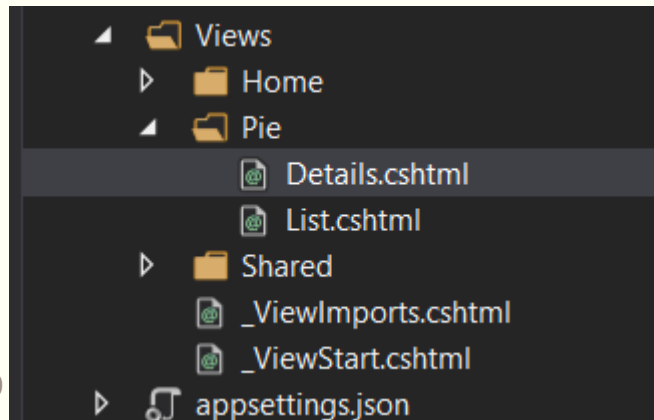 Views
Home
Pie
Details.cshtml
List.cshtml
Shared
_ViewImports.cshtml
_ViewStart.cshtml
appsettings.json